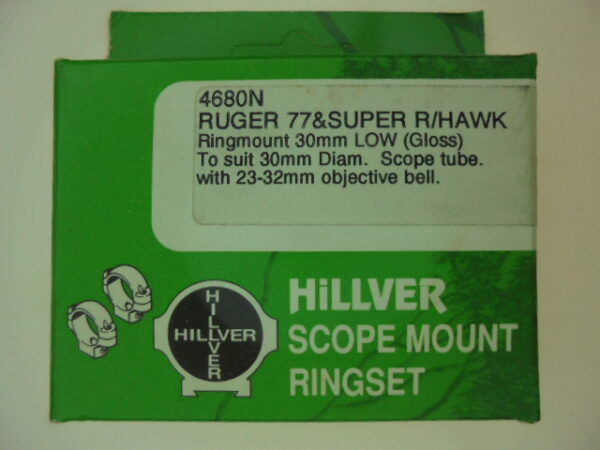 4680N
RUGER 77&SUPER R/HAWK
Ringmount 30mm LOW (Gloss)
To suit 30mm Diam. Scope tube.
with 23-32mm objective bell.
HiLLVER
SCOPE MOUNT
RINGSET
HILLVER
HILLVER